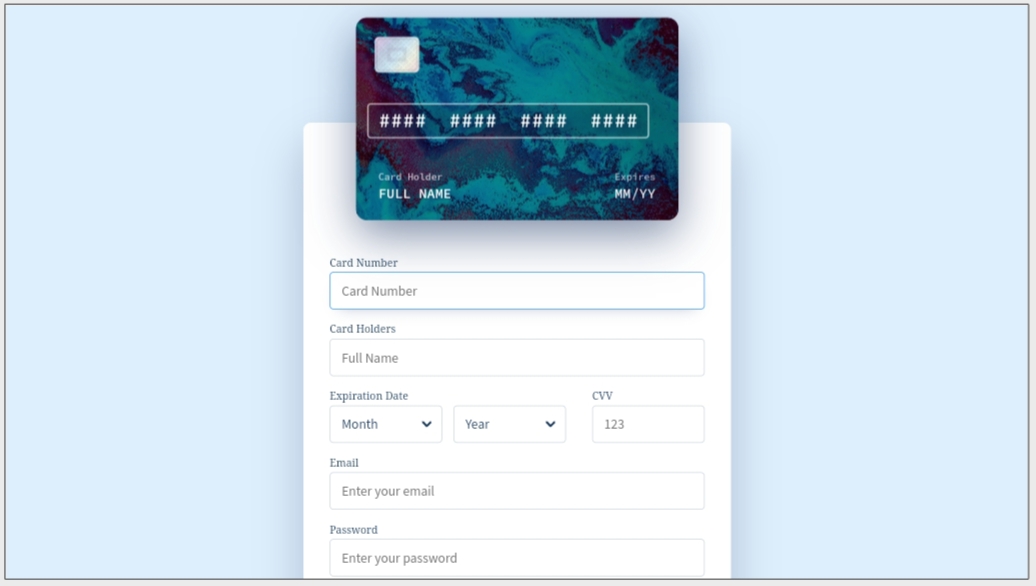 #### #### #### ####
Card Holder Expires
FULL NAME MM/YY
Card Number
Card Number
Card Holders
Full Name
Expiration Date CVV
Month Year 123
Email
Enter your email
Password
Enter your password